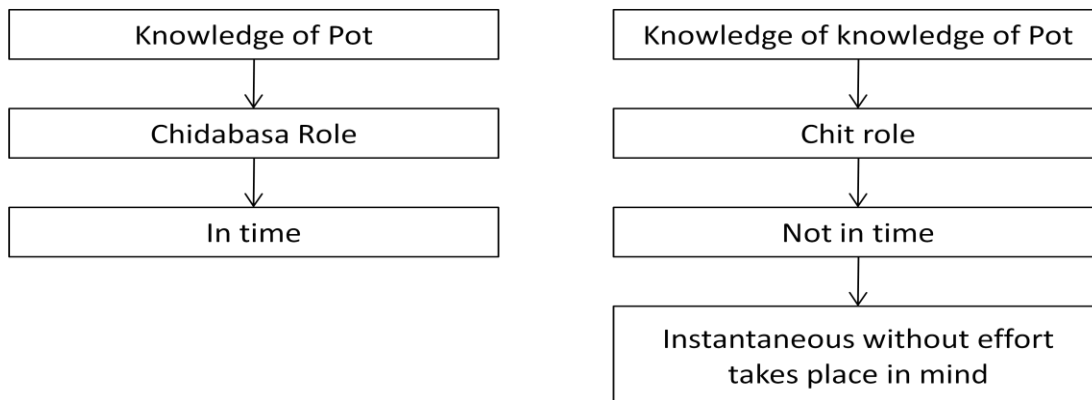 Knowledge of Pot
Chidabasa Role
In time
Knowledge of knowledge of Pot
Chit role
Not in time
Instantaneous without effort
takes place in mind